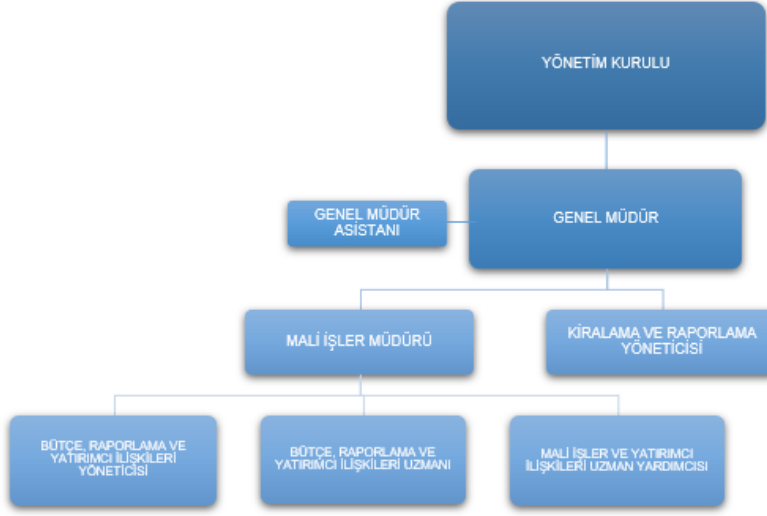 YÖNETİM KURULU
GENEL MÜDÜR
ASİSTANI
GENEL MÜDÜR
MALİ İŞLER MÜDÜRÜ
KİRALAMA VE RAPORLAMA
YÖNETİCİSİ
BÜTÇE, RAPORLAMA VE
YATIRIMCI İLİŞKİLERİ
YÖNETİCİSİ
BÜTÇE, RAPORLAMA VE
YATIRIMCI İLİŞKİLERİ UZMANI
MALİ İŞLER VE YATIRIMCI
İLİŞKİLERİ UZMAN YARDIMCISI